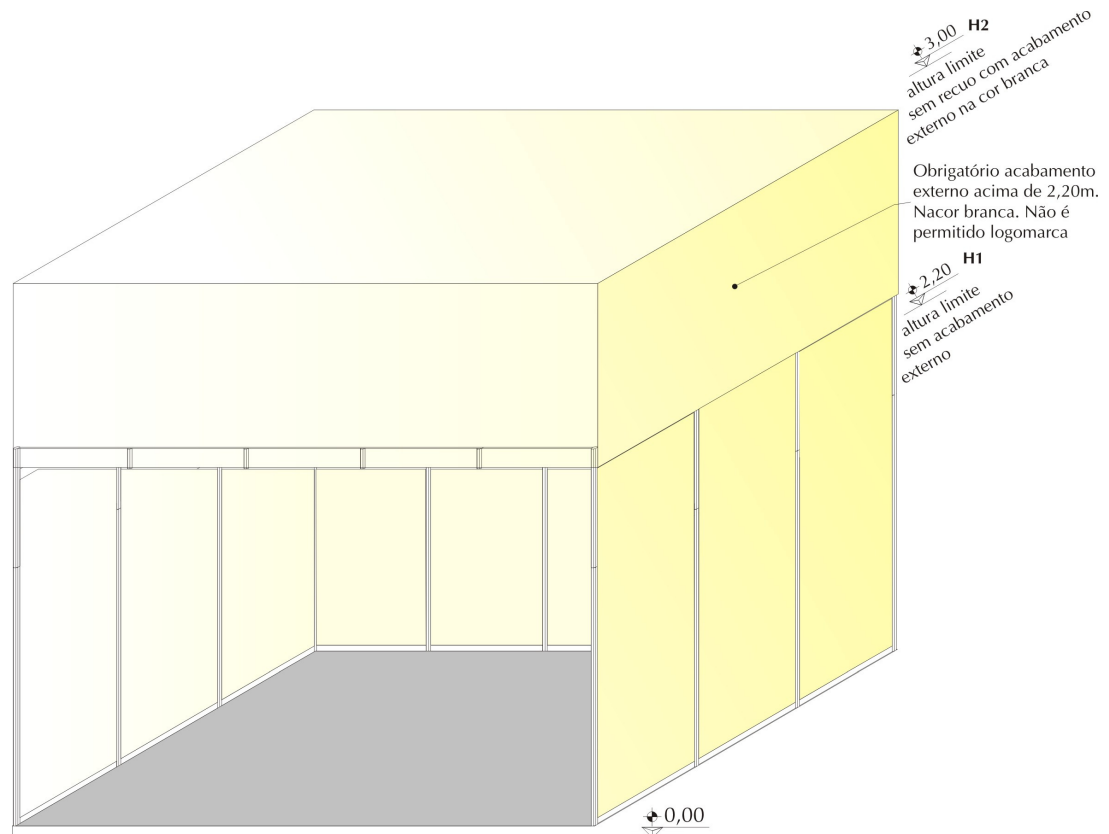 3,00 H2
altura limite
sem recuo com acabamento
externo na cor branca
Obrigatório acabamento
externo acima de 2,20m.
Nacor branca. Não é
permitido logomarca
2,20 H1
altura limite
sem acabamento
externo
0,00